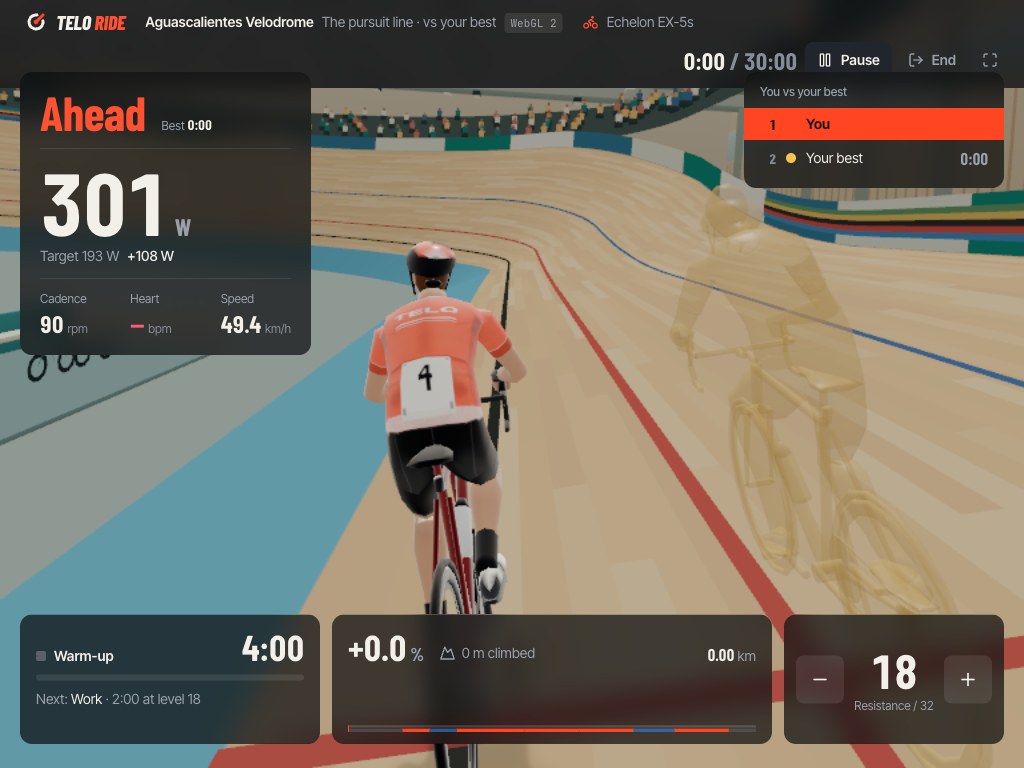 TELO RIDE Aguascalientes Velodrome The pursuit line · vs your best WebGL 2 Echelon EX-5s
0:00 / 30:00 Pause End
Ahead Best 0:00
301 W
Target 193 W +108 W
Cadence Heart Speed
90 rpm — bpm 49.4 km/h
You vs your best
1 You
2 Your best 0:00
TELO
4
Warm-up 4:00
Next: Work · 2:00 at level 18
+0.0 % 0 m climbed 0.00 km
− 18 +
Resistance / 32